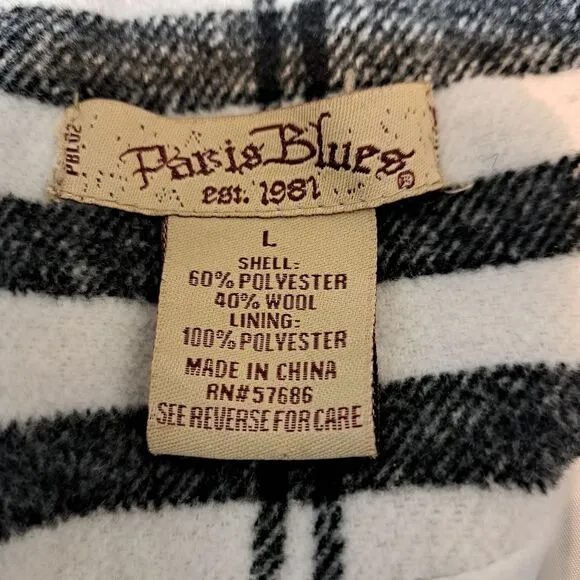 PBL02
Paris Blues
est. 1981 ®
L
SHELL:
60% POLYESTER
40% WOOL
LINING:
100% POLYESTER
MADE IN CHINA
RN#57686
SEE REVERSE FOR CARE